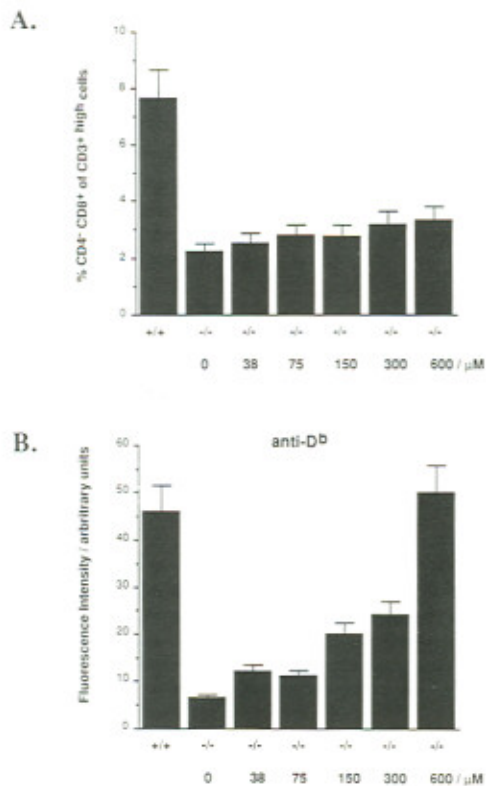 A.
% CD4⁻ CD8⁺ of CD3⁺ high cells
10
8
6
4
2
0
+/+ -/- -/- -/- -/- -/- -/-
0 38 75 150 300 600 / µM
B.
anti-Dᵇ
Fluorescence Intensity / arbritrary units
60
50
40
30
20
10
0
+/+ -/- -/- -/- -/- -/- -/-
0 38 75 150 300 600 / µM